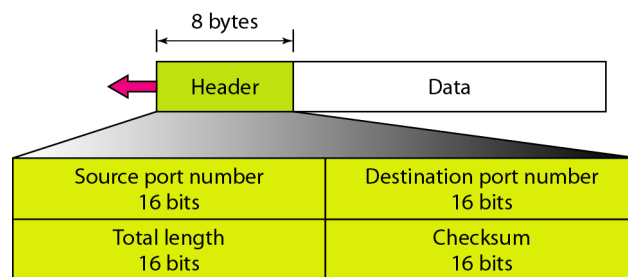 8 bytes
Header
Data
Source port number
16 bits
Destination port number
16 bits
Total length
16 bits
Checksum
16 bits